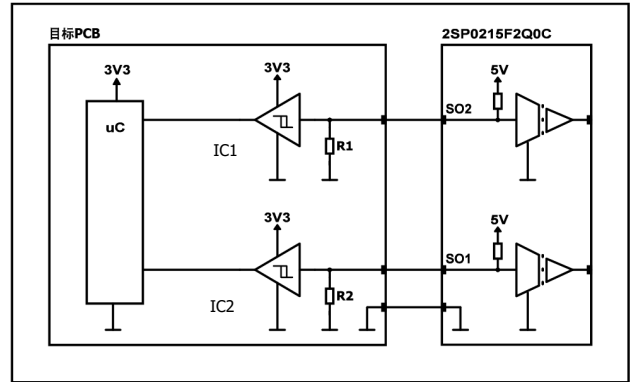 目标PCB
2SP0215F2Q0C
3V3
3V3
5V
SO2
uC
IC1
R1
3V3
5V
SO1
IC2
R2